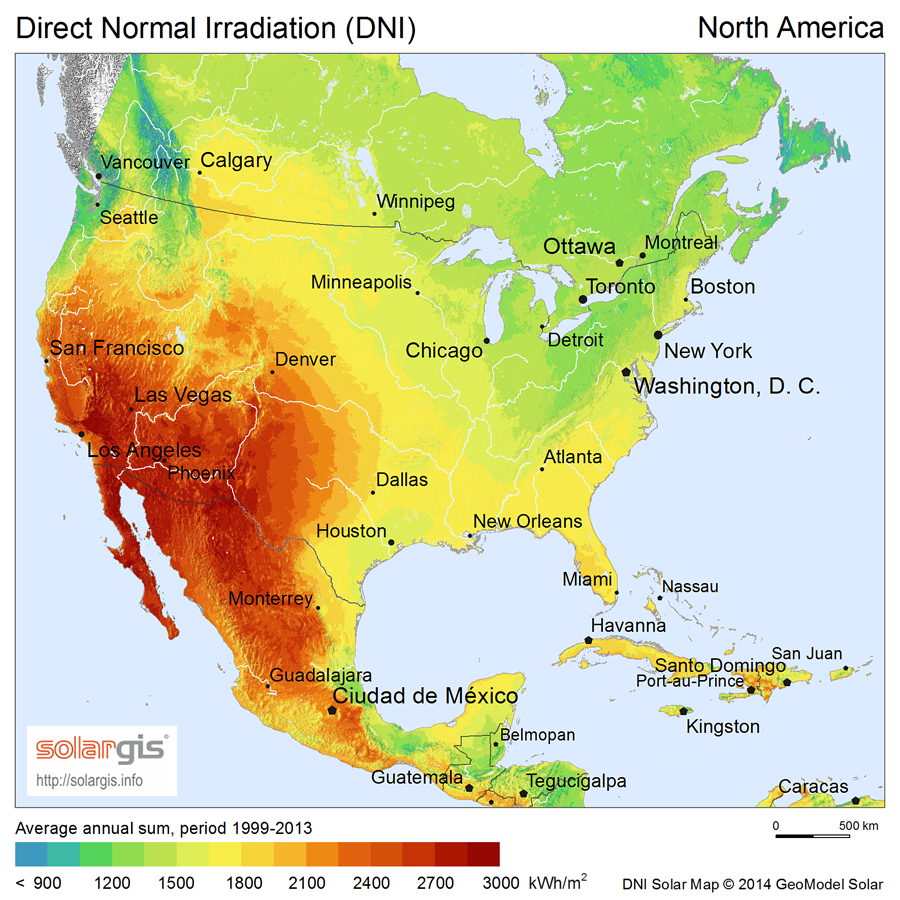 Direct Normal Irradiation (DNI)
North America
Vancouver
Calgary
Seattle
Winnipeg
Ottawa
Montreal
Minneapolis
Toronto
Boston
San Francisco
Chicago
Detroit
New York
Denver
Washington, D. C.
Las Vegas
Los Angeles
Phoenix
Atlanta
Dallas
Houston
New Orleans
Miami
Nassau
Monterrey
Havanna
Guadalajara
Santo Domingo
San Juan
Port-au-Prince
Ciudad de México
Kingston
Belmopan
Guatemala
Tegucigalpa
Caracas
solargis®
http://solargis.info
Average annual sum, period 1999-2013
0 500 km
< 900 1200 1500 1800 2100 2400 2700 3000 kWh/m²
DNI Solar Map © 2014 GeoModel Solar